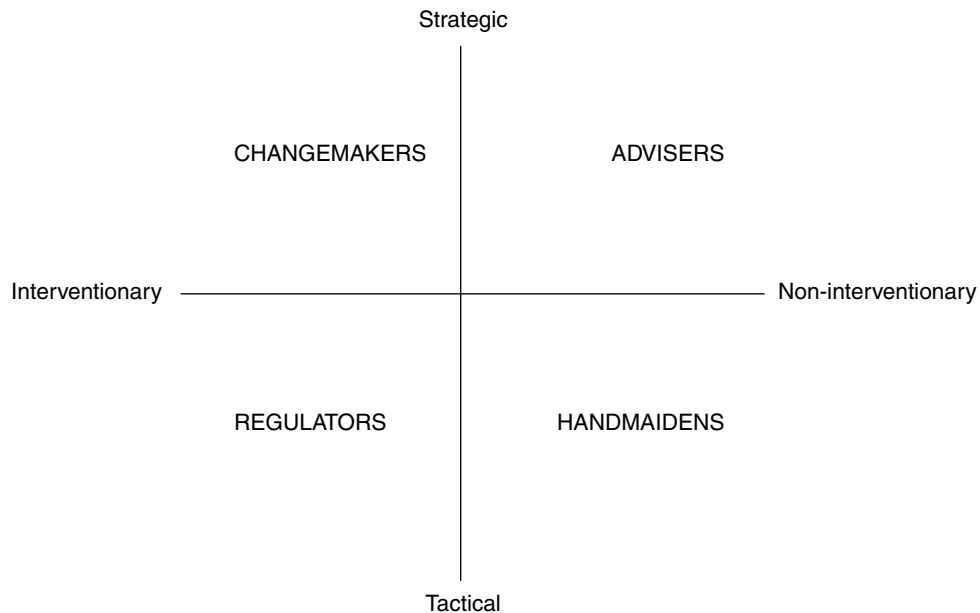 Strategic
CHANGEMAKERS
ADVISERS
Interventionary
Non-interventionary
REGULATORS
HANDMAIDENS
Tactical